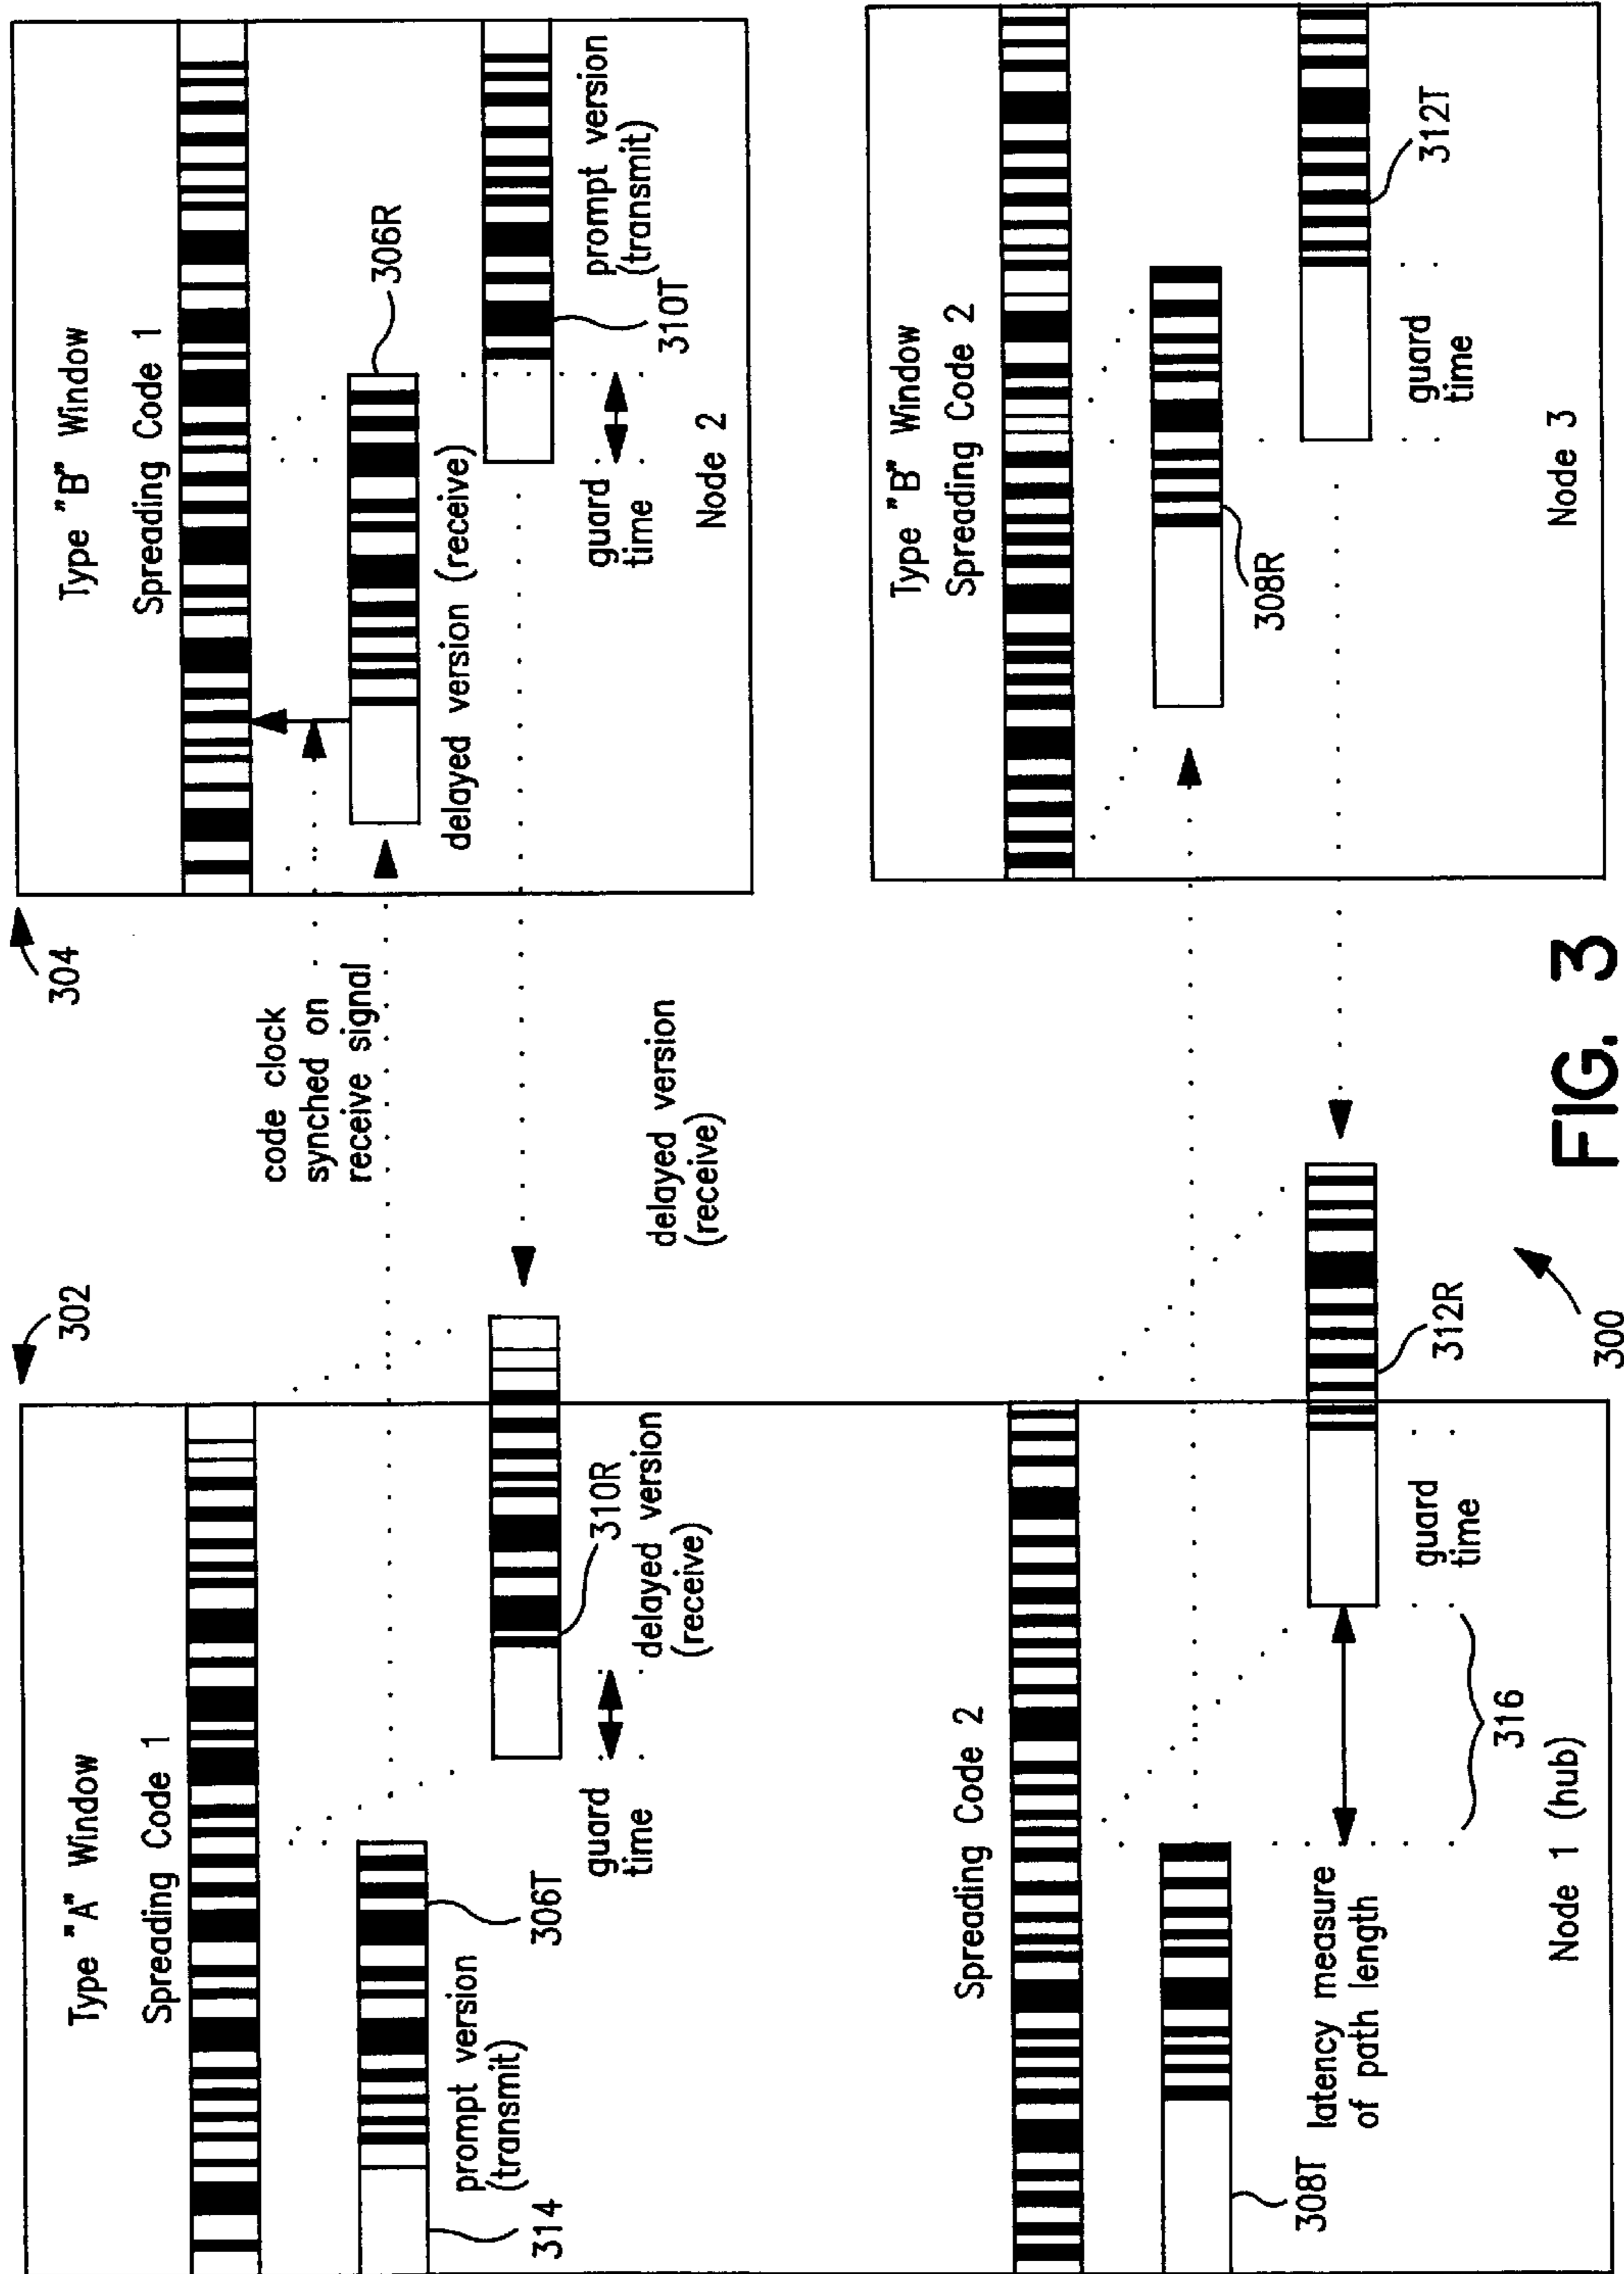 302
Type "A" Window
Spreading Code 1
prompt version
(transmit)
314
306T
310R
guard
time
delayed version
(receive)
Spreading Code 2
308T
latency measure
of path length
guard
time
316
312R
Node 1 (hub)
code clock
synched on
receive signal
delayed version
(receive)
304
Type "B" Window
Spreading Code 1
306R
delayed version (receive)
prompt version
(transmit)
310T
guard
time
Node 2
Type "B" Window
Spreading Code 2
308R
312T
guard
time
Node 3
300
FIG. 3